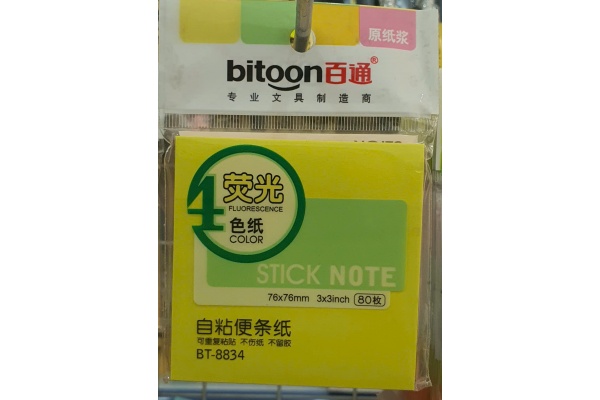 原纸浆
bitoon百通®
专业文具制造商
4 荧光
FLUORESCENCE
色纸
COLOR
STICK NOTE
76x76mm 3x3inch 80枚
自粘便条纸
可重复粘贴 不伤纸 不留胶
BT-8834